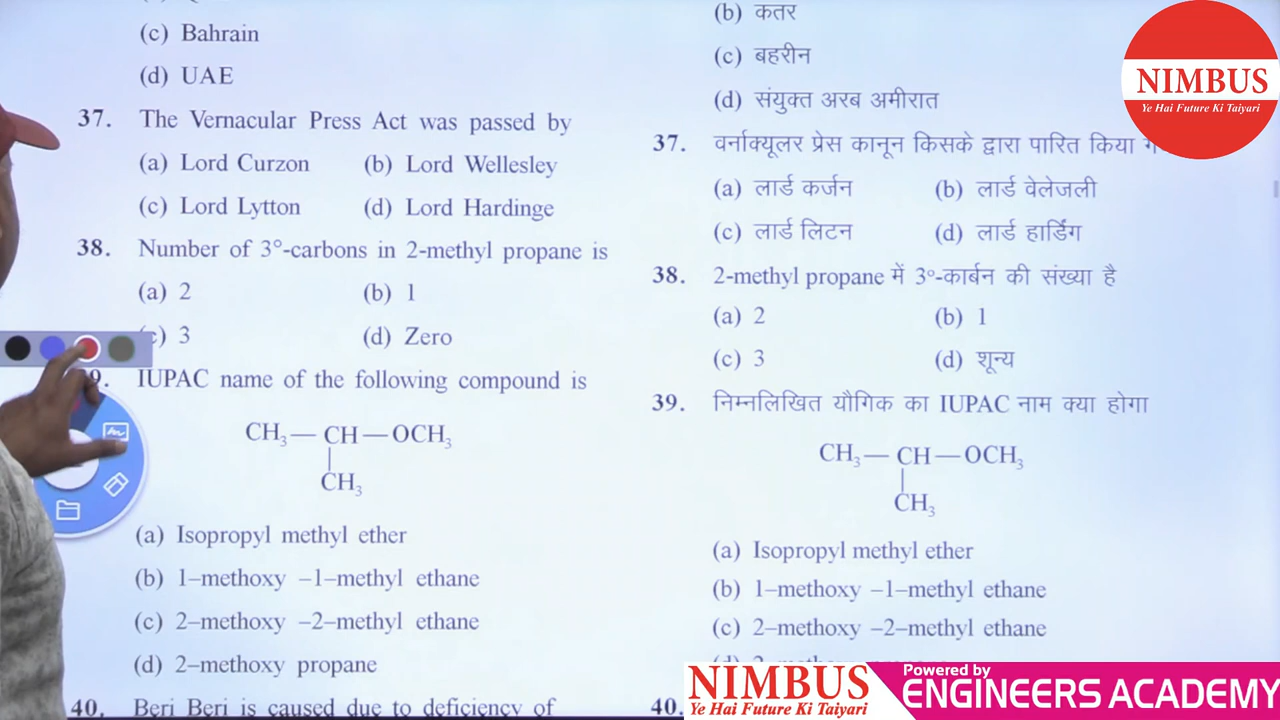 (c) Bahrain
(d) UAE
37. The Vernacular Press Act was passed by
(a) Lord Curzon (b) Lord Wellesley
(c) Lord Lytton (d) Lord Hardinge
38. Number of 3°-carbons in 2-methyl propane is
(a) 2 (b) 1
(c) 3 (d) Zero
39. IUPAC name of the following compound is
CH₃— CH —OCH₃
|
CH₃
(a) Isopropyl methyl ether
(b) 1–methoxy –1–methyl ethane
(c) 2–methoxy –2–methyl ethane
(d) 2–methoxy propane
40. Beri Beri is caused due to deficiency of
(b) कतर
(c) बहरीन
(d) संयुक्त अरब अमीरात
37. वर्नाक्यूलर प्रेस कानून किसके द्वारा पारित किया
(a) लार्ड कर्जन (b) लार्ड वेलेजली
(c) लार्ड लिटन (d) लार्ड हार्डिंग
38. 2-methyl propane में 3°-कार्बन की संख्या है
(a) 2 (b) 1
(c) 3 (d) शून्य
39. निम्नलिखित यौगिक का IUPAC नाम क्या होगा
CH₃— CH —OCH₃
|
CH₃
(a) Isopropyl methyl ether
(b) 1–methoxy –1–methyl ethane
(c) 2–methoxy –2–methyl ethane
40.
NIMBUS
Ye Hai Future Ki Taiyari
NIMBUS
Ye Hai Future Ki Taiyari
Powered by
ENGINEERS ACADEMY